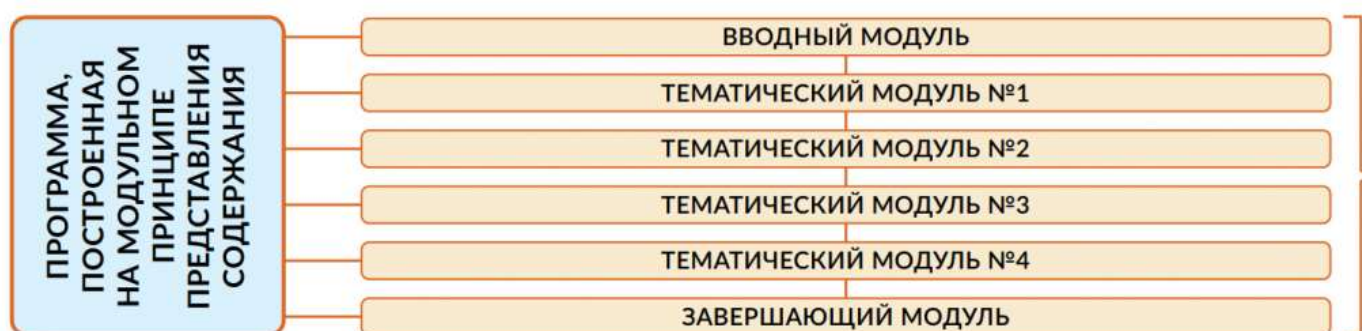 ПРОГРАММА,
ПОСТРОЕННАЯ
НА МОДУЛЬНОМ
ПРИНЦИПЕ
ПРЕДСТАВЛЕНИЯ
СОДЕРЖАНИЯ
ВВОДНЫЙ МОДУЛЬ
ТЕМАТИЧЕСКИЙ МОДУЛЬ №1
ТЕМАТИЧЕСКИЙ МОДУЛЬ №2
ТЕМАТИЧЕСКИЙ МОДУЛЬ №3
ТЕМАТИЧЕСКИЙ МОДУЛЬ №4
ЗАВЕРШАЮЩИЙ МОДУЛЬ